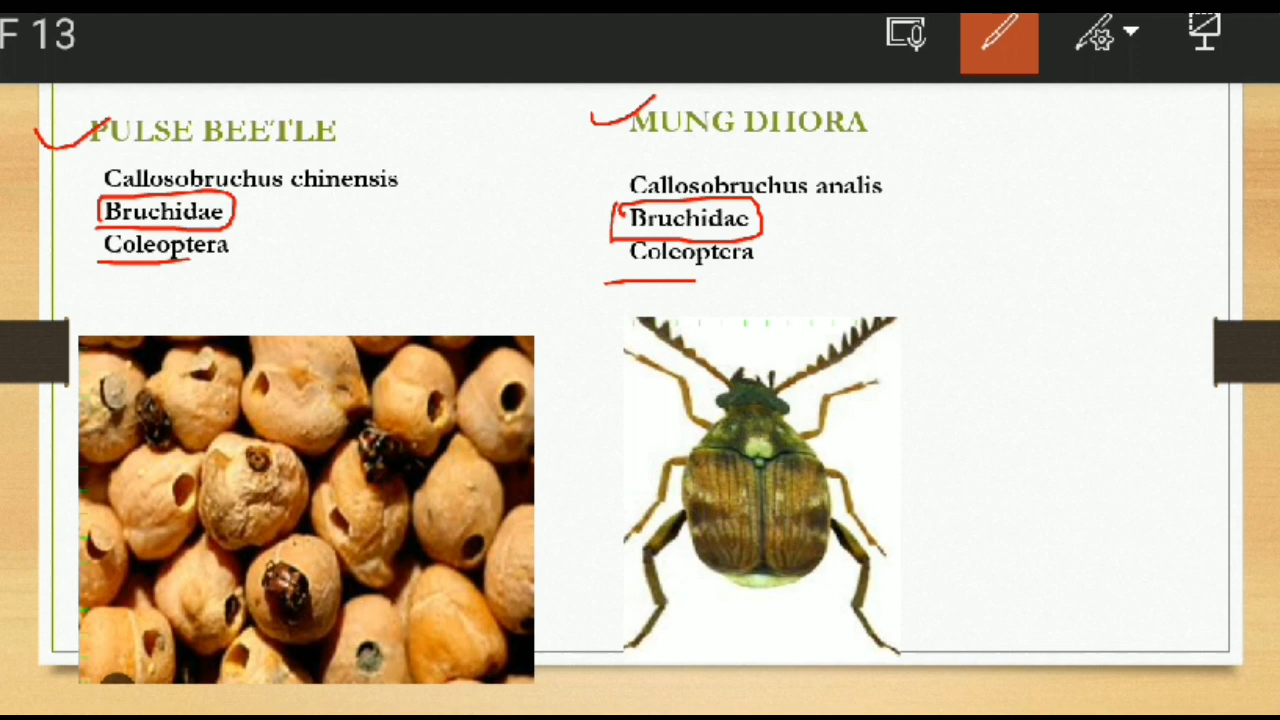 F 13
PULSE BEETLE
Callosobruchus chinensis
Bruchidae
Coleoptera
MUNG DHORA
Callosobruchus analis
Bruchidae
Coleoptera